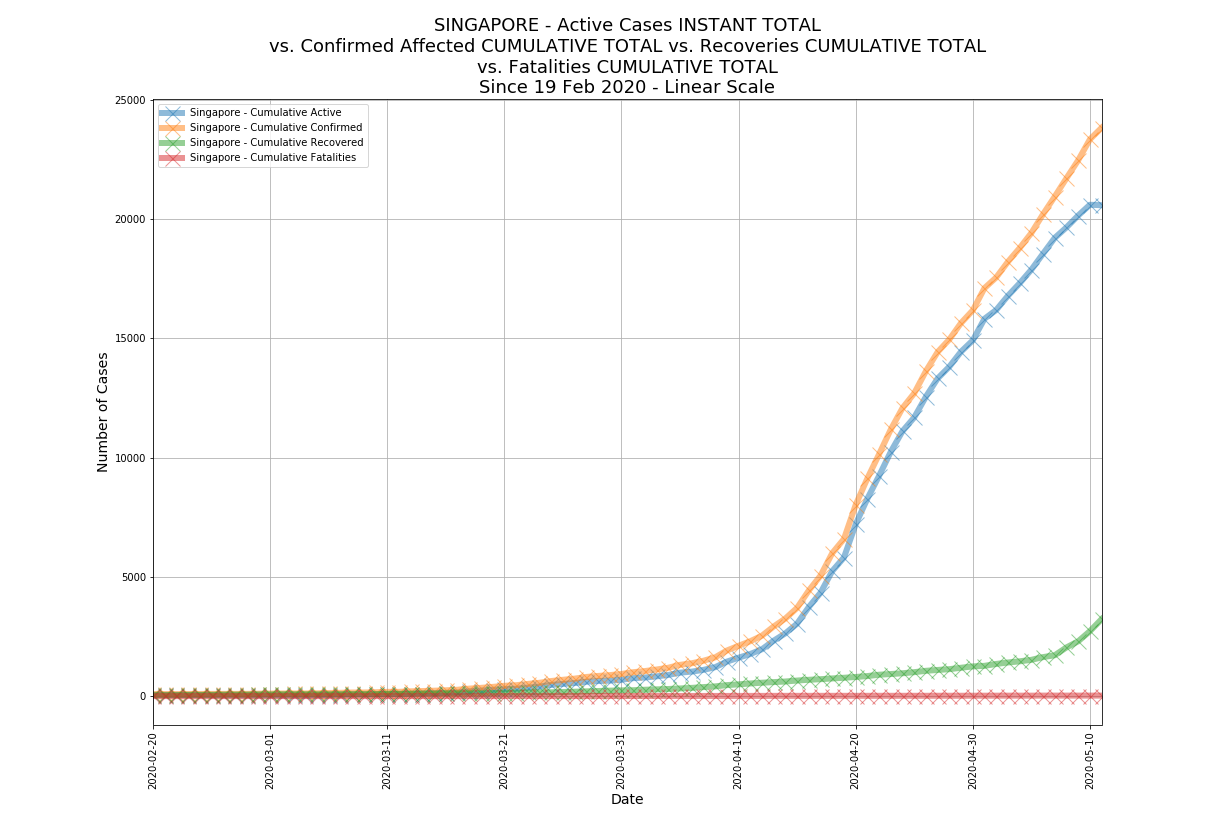 SINGAPORE - Active Cases INSTANT TOTAL
vs. Confirmed Affected CUMULATIVE TOTAL vs. Recoveries CUMULATIVE TOTAL
vs. Fatalities CUMULATIVE TOTAL
Since 19 Feb 2020 - Linear Scale
Singapore - Cumulative Active
Singapore - Cumulative Confirmed
Singapore - Cumulative Recovered
Singapore - Cumulative Fatalities
25000
20000
15000
10000
5000
0
Number of Cases
2020-02-20
2020-03-01
2020-03-11
2020-03-21
2020-03-31
2020-04-10
2020-04-20
2020-04-30
2020-05-10
Date